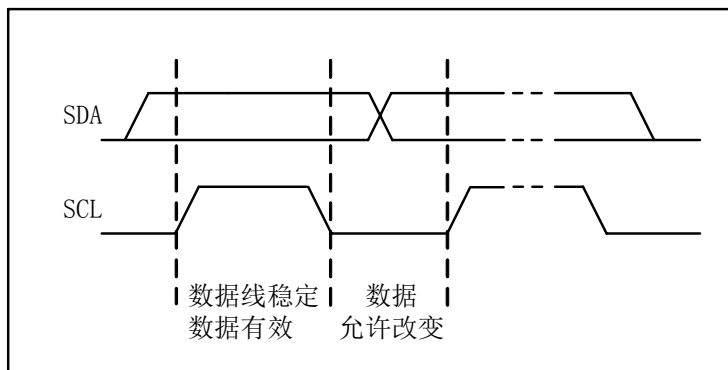 SDA
SCL
数据线稳定
数据有效
数据
允许改变